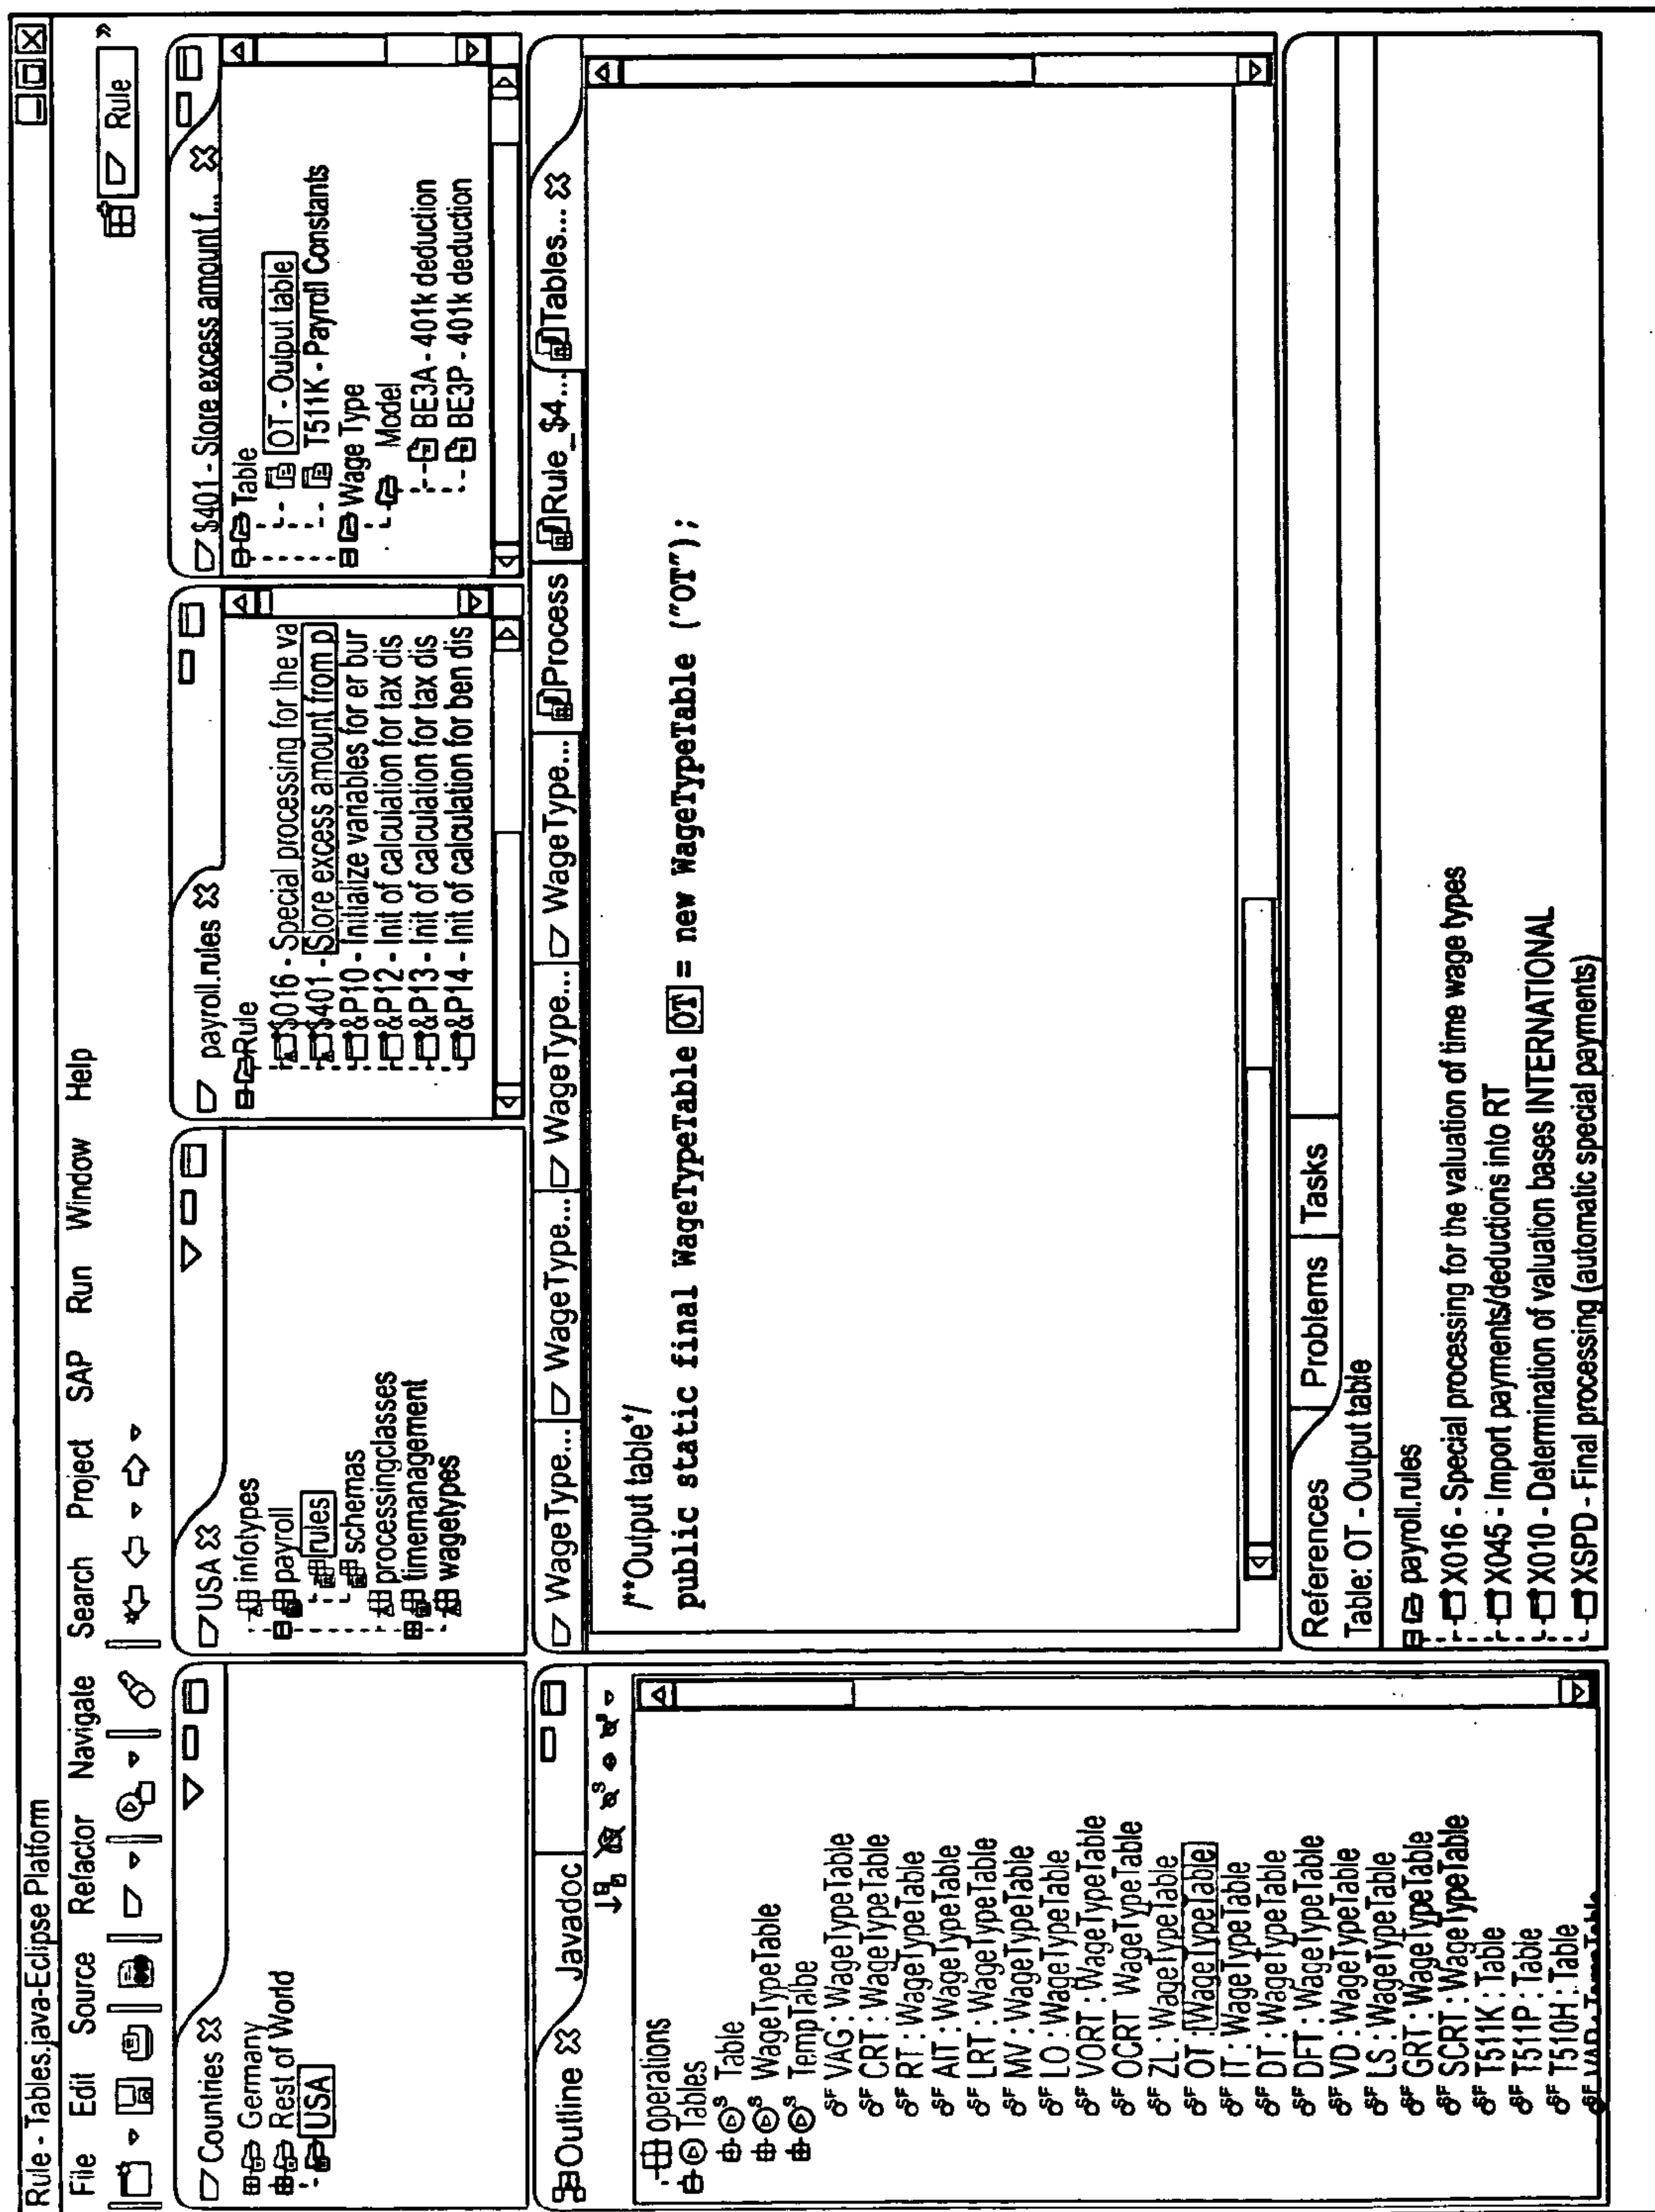 Rule - Tables.java-Eclipse Platform
File Edit Source Refactor Navigate Search Project SAP Run Window Help
» Rule
Countries
Germany
Rest of World
USA
USA
infotypes
payroll
rules
schemas
processingclasses
timemanagement
wagetypes
payroll.rules
Rule
$016 - Special processing for the va
$401 - Store excess amount from p
&P10 - Initialize variables for er bur
&P12 - Init of calculation for tax dis
&P13 - Init of calculation for tax dis
&P14 - Init of calculation for ben dis
$401 - Store excess amount f...
Table
OT - Output table
T511K - Payroll Constants
Wage Type
Model
BE3A - 401k deduction
BE3P - 401k deduction
Outline Javadoc
operations
Tables
Table
WageTypeTable
TempTalbe
VAG : WageTypeTable
CRT : WageTypeTable
RT : WageTypeTable
AIT : WageTypeTable
LRT : WageTypeTable
MV : WageTypeTable
LO : WageTypeTable
VORT : WageTypeTable
OCRT WageTypeTable
ZL : WageTypeTable
OT : WageTypeTable
IT : WageTypeTable
DT : WageTypeTable
DFT : WageTypeTable
VD : WageTypeTable
LS : WageTypeTable
GRT : WageTypeTable
SCRT : WageTypeTable
T511K : Table
T511P : Table
T510H : Table
WageType... WageType... WageType... WageType... Process Rule_$4... Tables...
/**Output table*/
public static final WageTypeTable OT = new WageTypeTable ("OT");
References Problems Tasks
Table: OT - Output table
payroll.rules
X016 - Special processing for the valuation of time wage types
X045 - Import payments/deductions into RT
X010 - Determination of valuation bases INTERNATIONAL
XSPD - Final processing (automatic special payments)